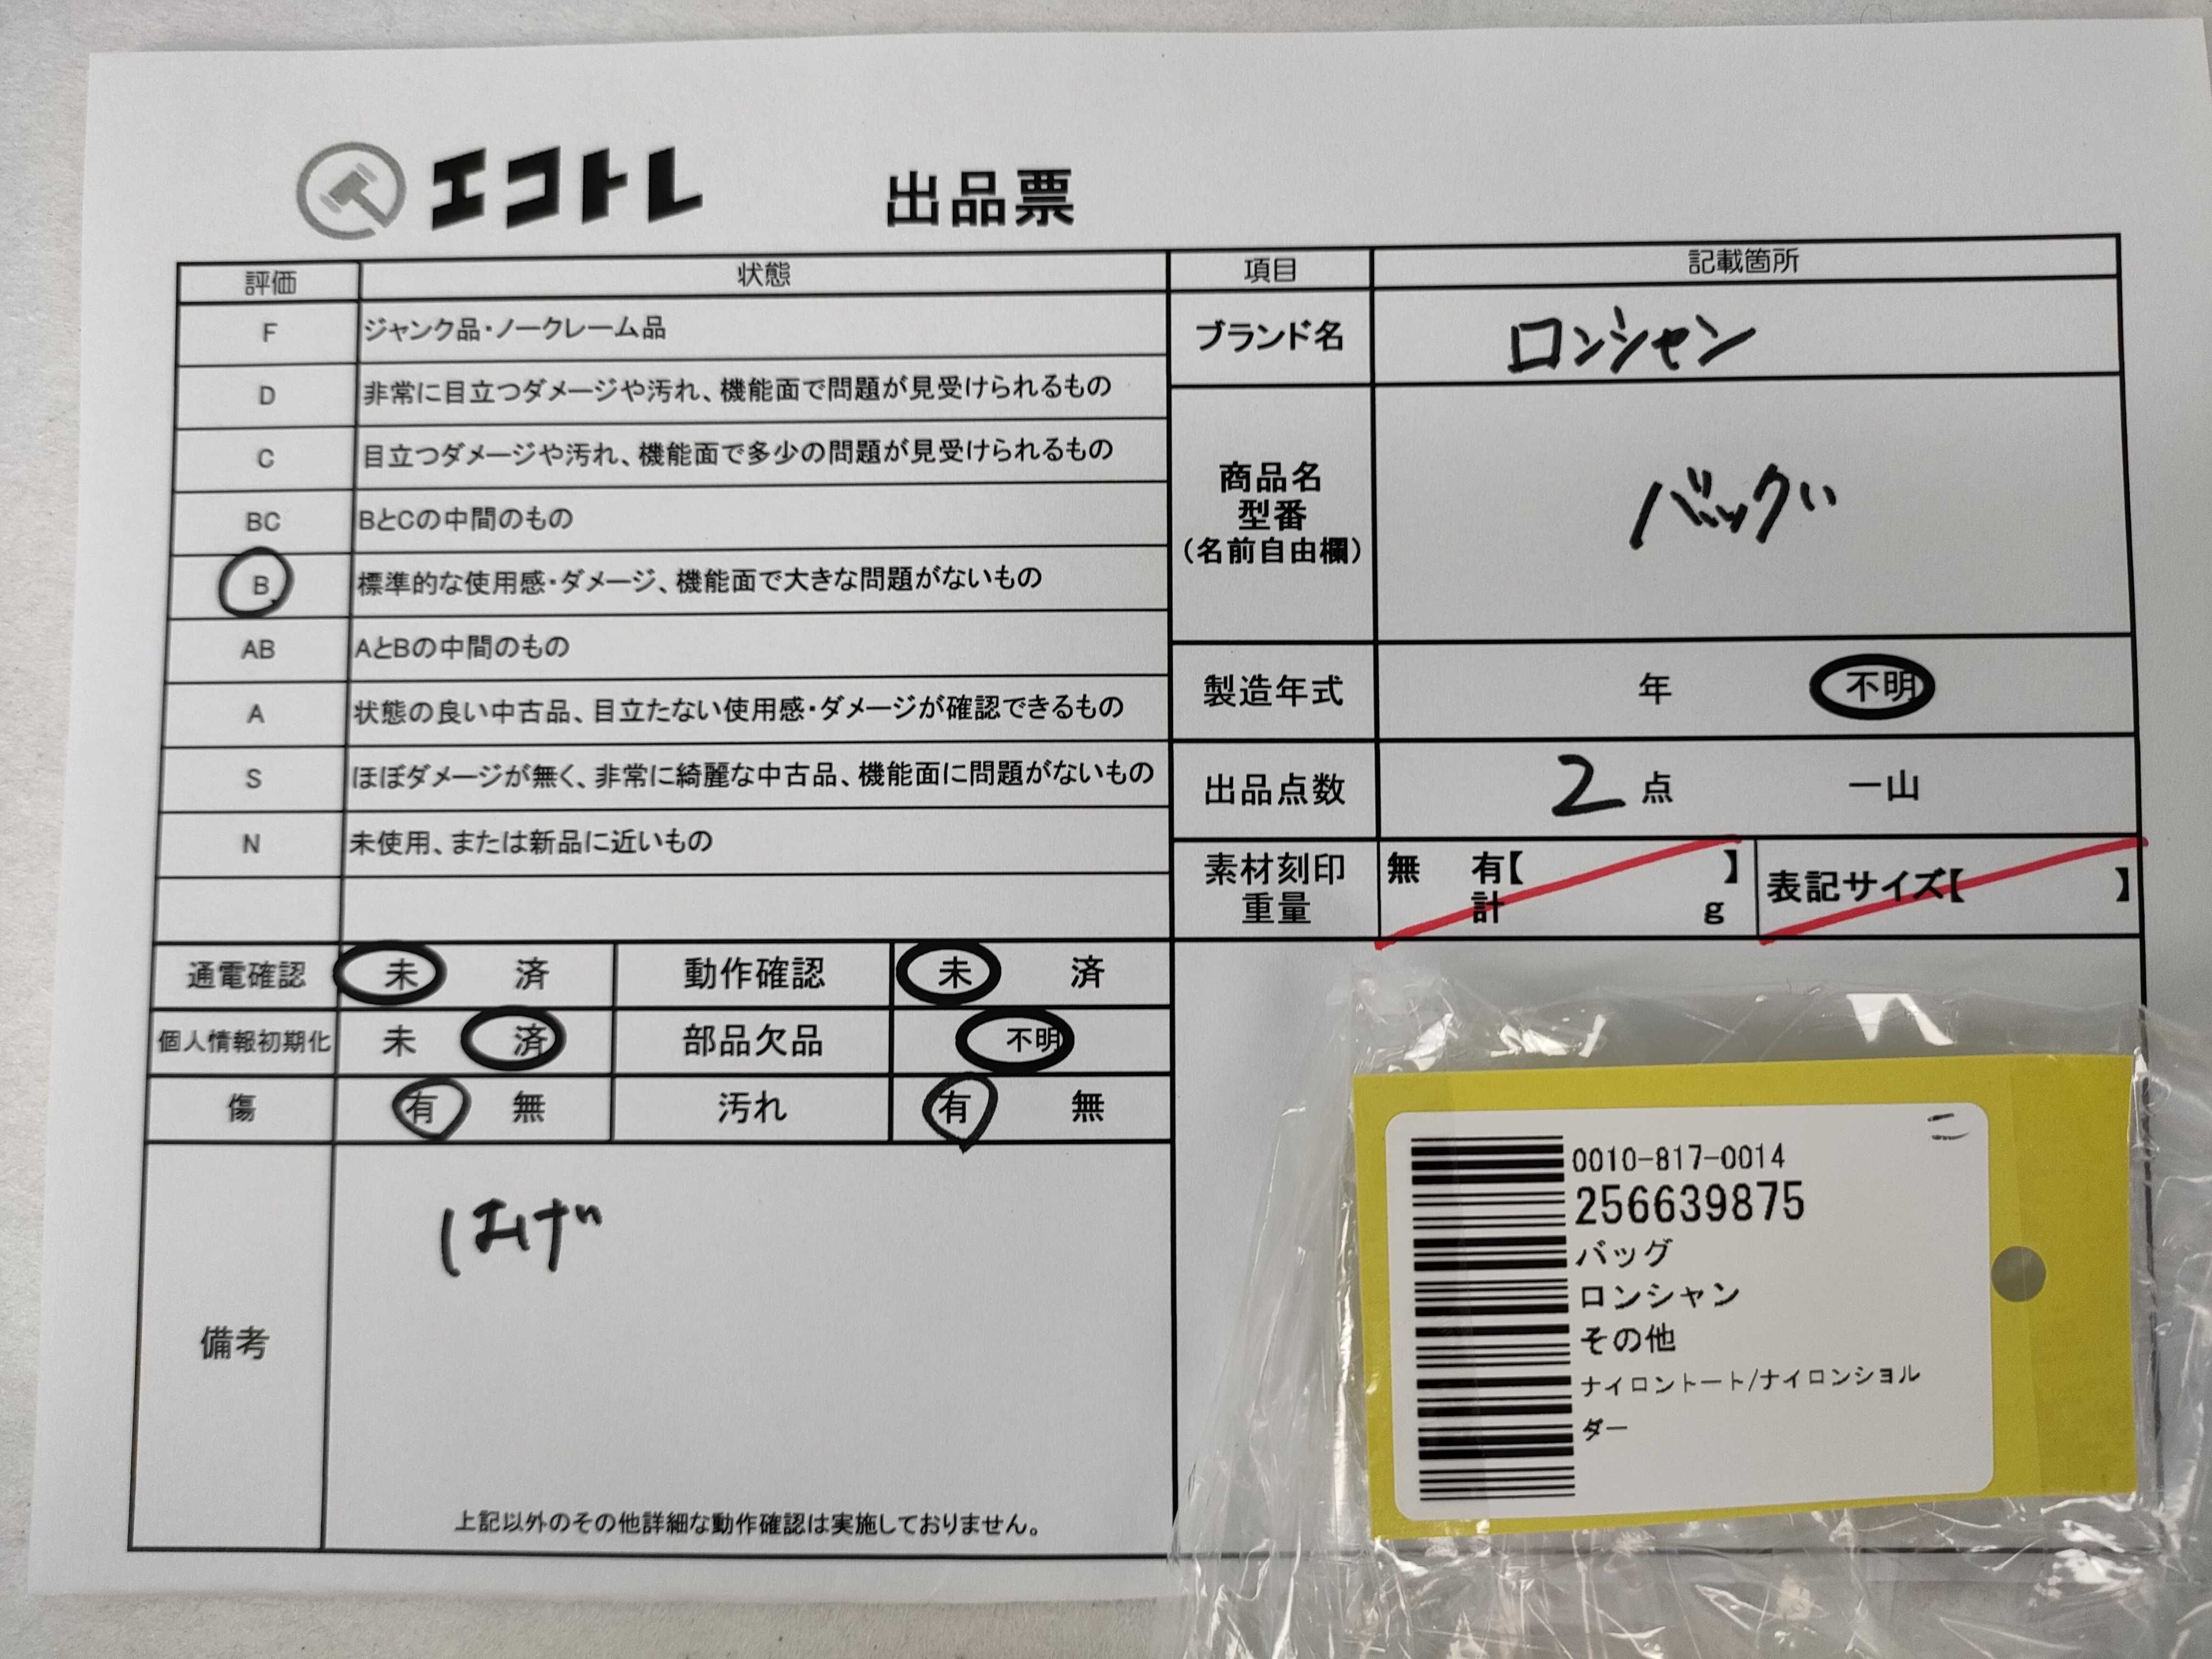 エコトレ 出品票
評価 状態
F ジャンク品・ノークレーム品
D 非常に目立つダメージや汚れ、機能面で問題が見受けられるもの
C 目立つダメージや汚れ、機能面で多少の問題が見受けられるもの
BC BとCの中間のもの
B 標準的な使用感・ダメージ、機能面で大きな問題がないもの
AB AとBの中間のもの
A 状態の良い中古品、目立たない使用感・ダメージが確認できるもの
S ほぼダメージが無く、非常に綺麗な中古品、機能面に問題がないもの
N 未使用、または新品に近いもの
項目 記載箇所
ブランド名 ロンシャン
商品名
型番
(名前自由欄)
バッグ
製造年式 年 不明
出品点数 2 点 一山
素材刻印 無 有【 】 表記サイズ【 】
重量 計 g
通電確認 未 済 動作確認 未 済
個人情報初期化 未 済 部品欠品 不明
傷 有 無 汚れ 有 無
備考
はげ
上記以外のその他詳細な動作確認は実施しておりません。
0010-817-0014
256639875
バッグ
ロンシャン
その他
ナイロントート/ナイロンショル
ダー